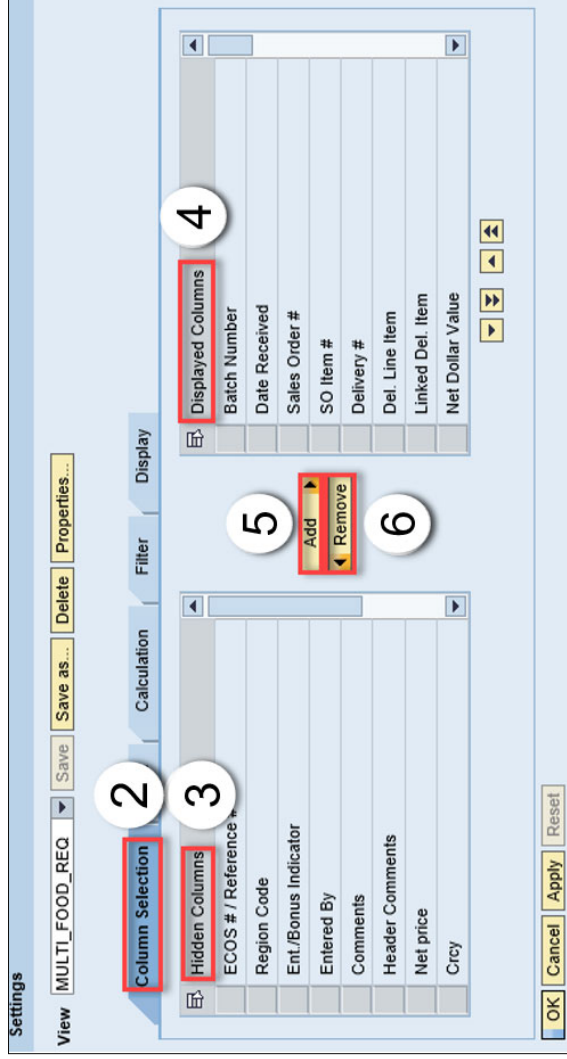 Settings
View MULTI_FOOD_REQ Save Save as... Delete Properties...
2
Column Selection Calculation Filter Display
3 4
Hidden Columns Displayed Columns
ECOS # / Reference # Batch Number
Region Code Date Received
Ent./Bonus Indicator Sales Order #
Entered By SO Item #
Comments Delivery #
Header Comments Del. Line Item
Net price Linked Del. Item
Crcy Net Dollar Value
5
Add
Remove
6
OK Cancel Apply Reset